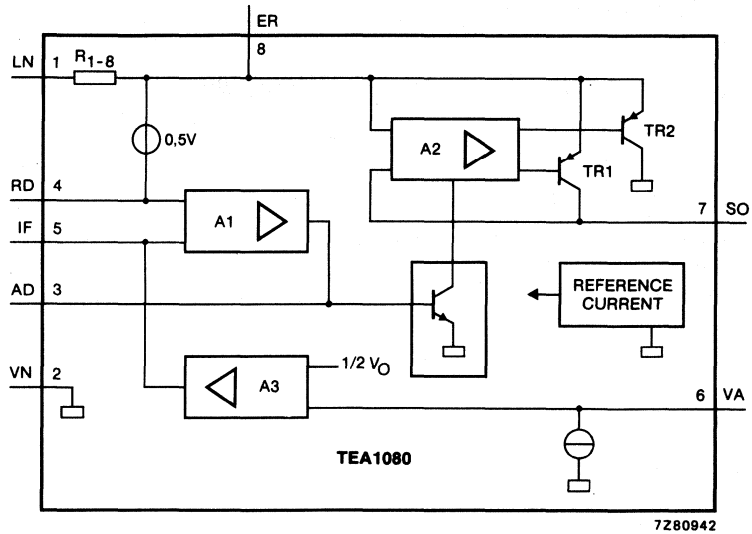 ER
8
LN 1 R1-8
0,5V
A2
TR2
TR1
RD 4
A1
7 SO
IF 5
AD 3
REFERENCE
CURRENT
1/2 VO
VN 2
A3
6 VA
TEA1080
7Z80942